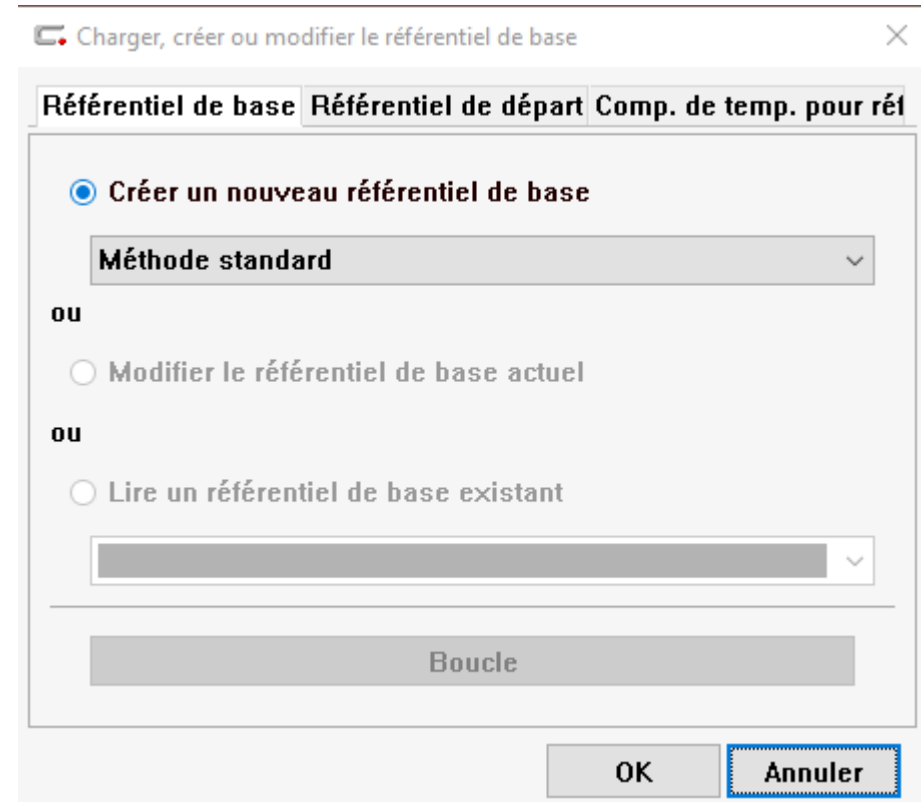 Charger, créer ou modifier le référentiel de base
Référentiel de base Référentiel de départ Comp. de temp. pour réf
Créer un nouveau référentiel de base
Méthode standard
ou
Modifier le référentiel de base actuel
ou
Lire un référentiel de base existant
Boucle
OK Annuler